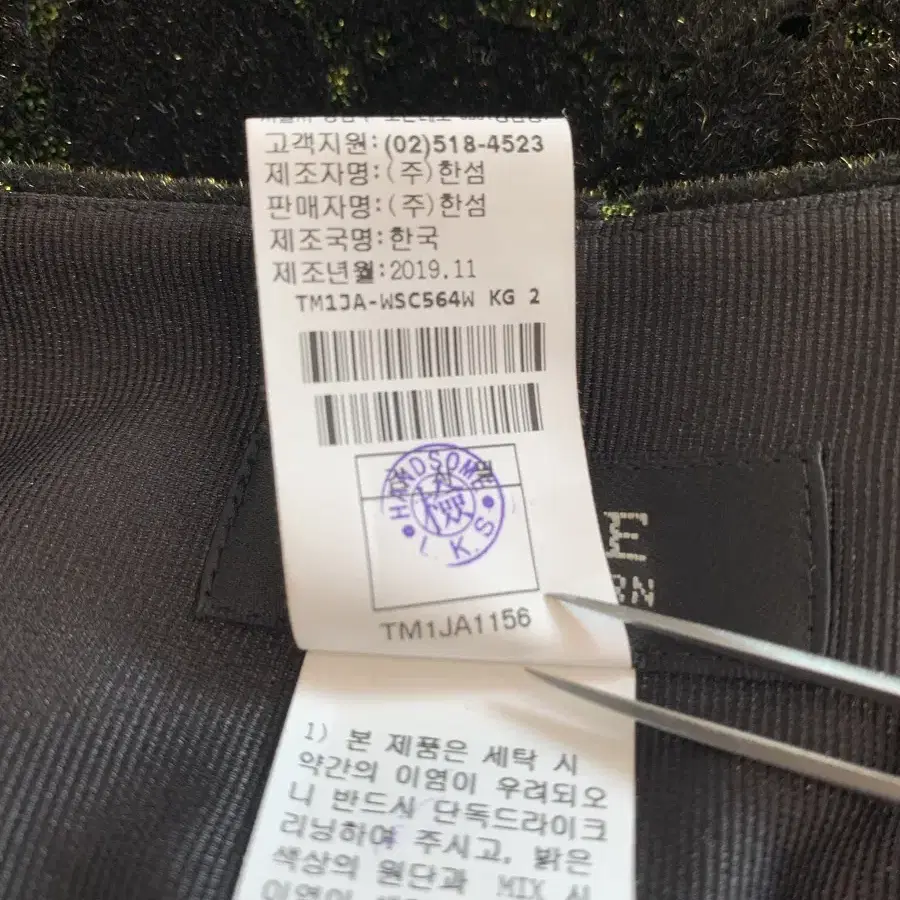 고객지원:(02)518-4523
제조자명:(주)한섬
판매자명:(주)한섬
제조국명:한국
제조년월:2019.11
TM1JA-WSC564W KG 2
HANDSOME
I.K.S
TM1JA1156
E
RN
1) 본 제품은 세탁 시
약간의 이염이 우려되오
니 반드시 단독드라이크
리닝하여 주시고, 밝은
색상의 원단과 MIX 시
이염의